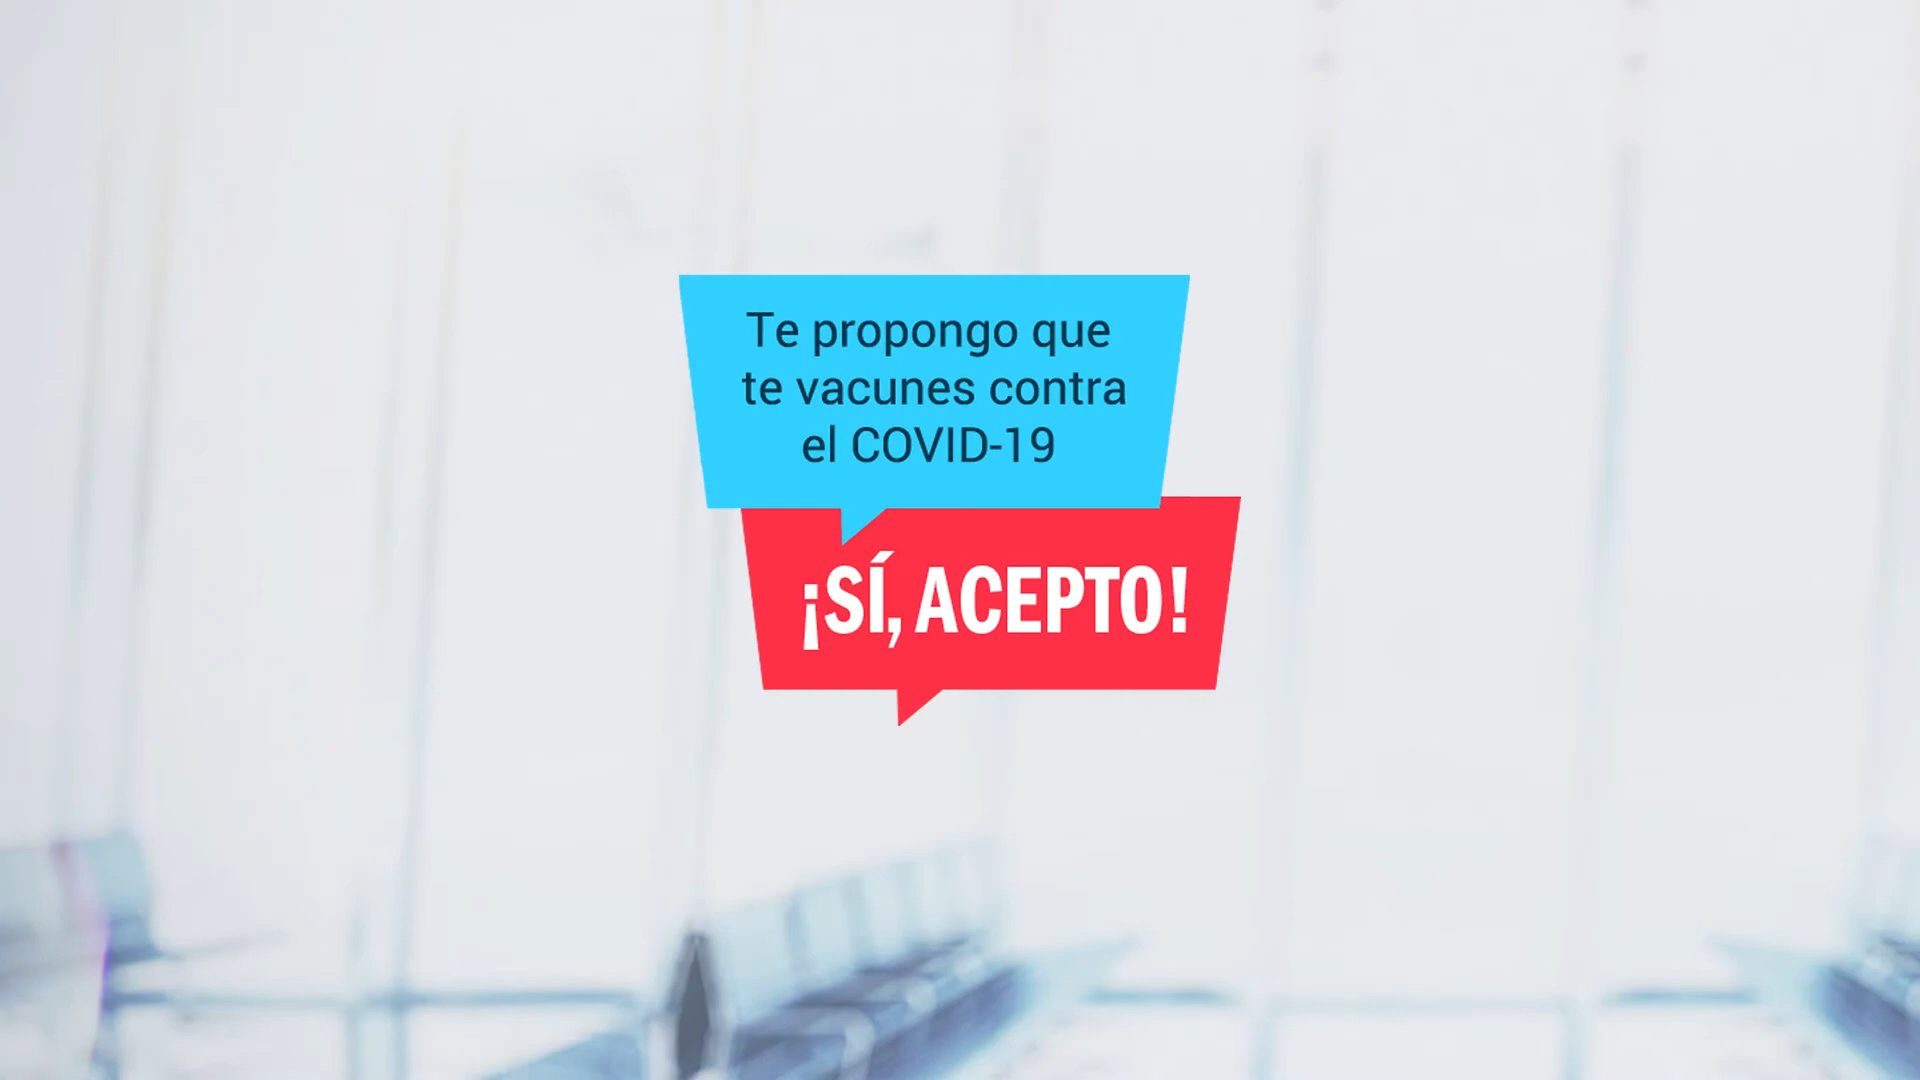 Te propongo que
te vacunes contra
el COVID-19
¡SÍ, ACEPTO!